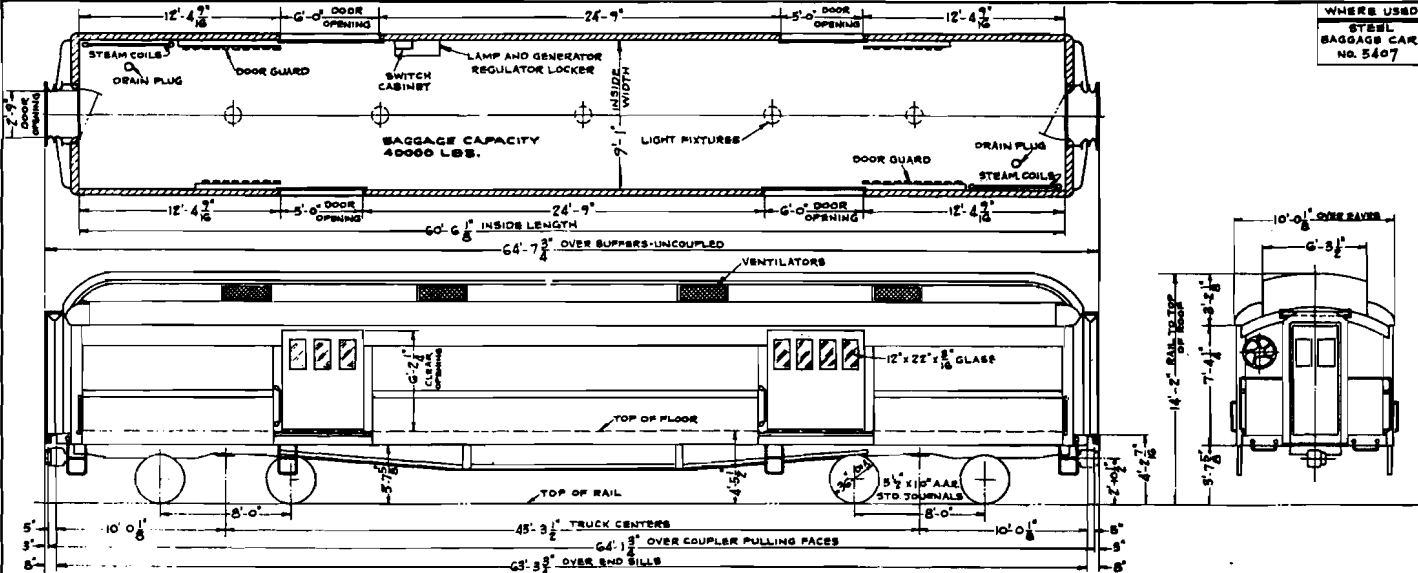 WHERE USED
STEEL
BAGGAGE CAR
NO. 5407
12'-4 9/16"
6'-0" DOOR
OPENING
24'-9"
5'-0" DOOR
OPENING
12'-4 9/16"
STEAM COILS
DRAIN PLUG
DOOR GUARD
SWITCH
CABINET
LAMP AND GENERATOR
REGULATOR LOCKER
9'-1" INSIDE
WIDTH
2'-9"
DOOR
OPENING
BAGGAGE CAPACITY
40000 LBS.
LIGHT FIXTURES
DRAIN PLUG
DOOR GUARD
STEAM COILS
12'-4 9/16"
5'-0" DOOR
OPENING
24'-9"
6'-0" DOOR
OPENING
12'-4 9/16"
60'-6 1/8" INSIDE LENGTH
64'-7 3/4" OVER BUFFERS-UNCOUPLED
10'-0 1/8" OVER EAVES
6'-3 1/2"
VENTILATORS
6'-2 1/4"
CLEAR
OPENING
12" X 22" X 3/16" GLASS
14'-2" RAIL TO TOP
OF ROOF
3'-2 1/8"
7'-4 1/4"
3'-7 5/8"
TOP OF FLOOR
3'-7 5/8"
4'-5 1/2"
36" DIA
5 1/2" X 10" A.A.R.
STD. JOURNALS
2'-10 1/2"
4'-2 7/16"
TOP OF RAIL
8'-0"
8'-0"
5"
10'-0 1/8"
43'-3 1/2" TRUCK CENTERS
10'-0 1/8"
3"
64'-1 3/4" OVER COUPLER PULLING FACES
8"
63'-3 3/4" OVER END SILLS
8"